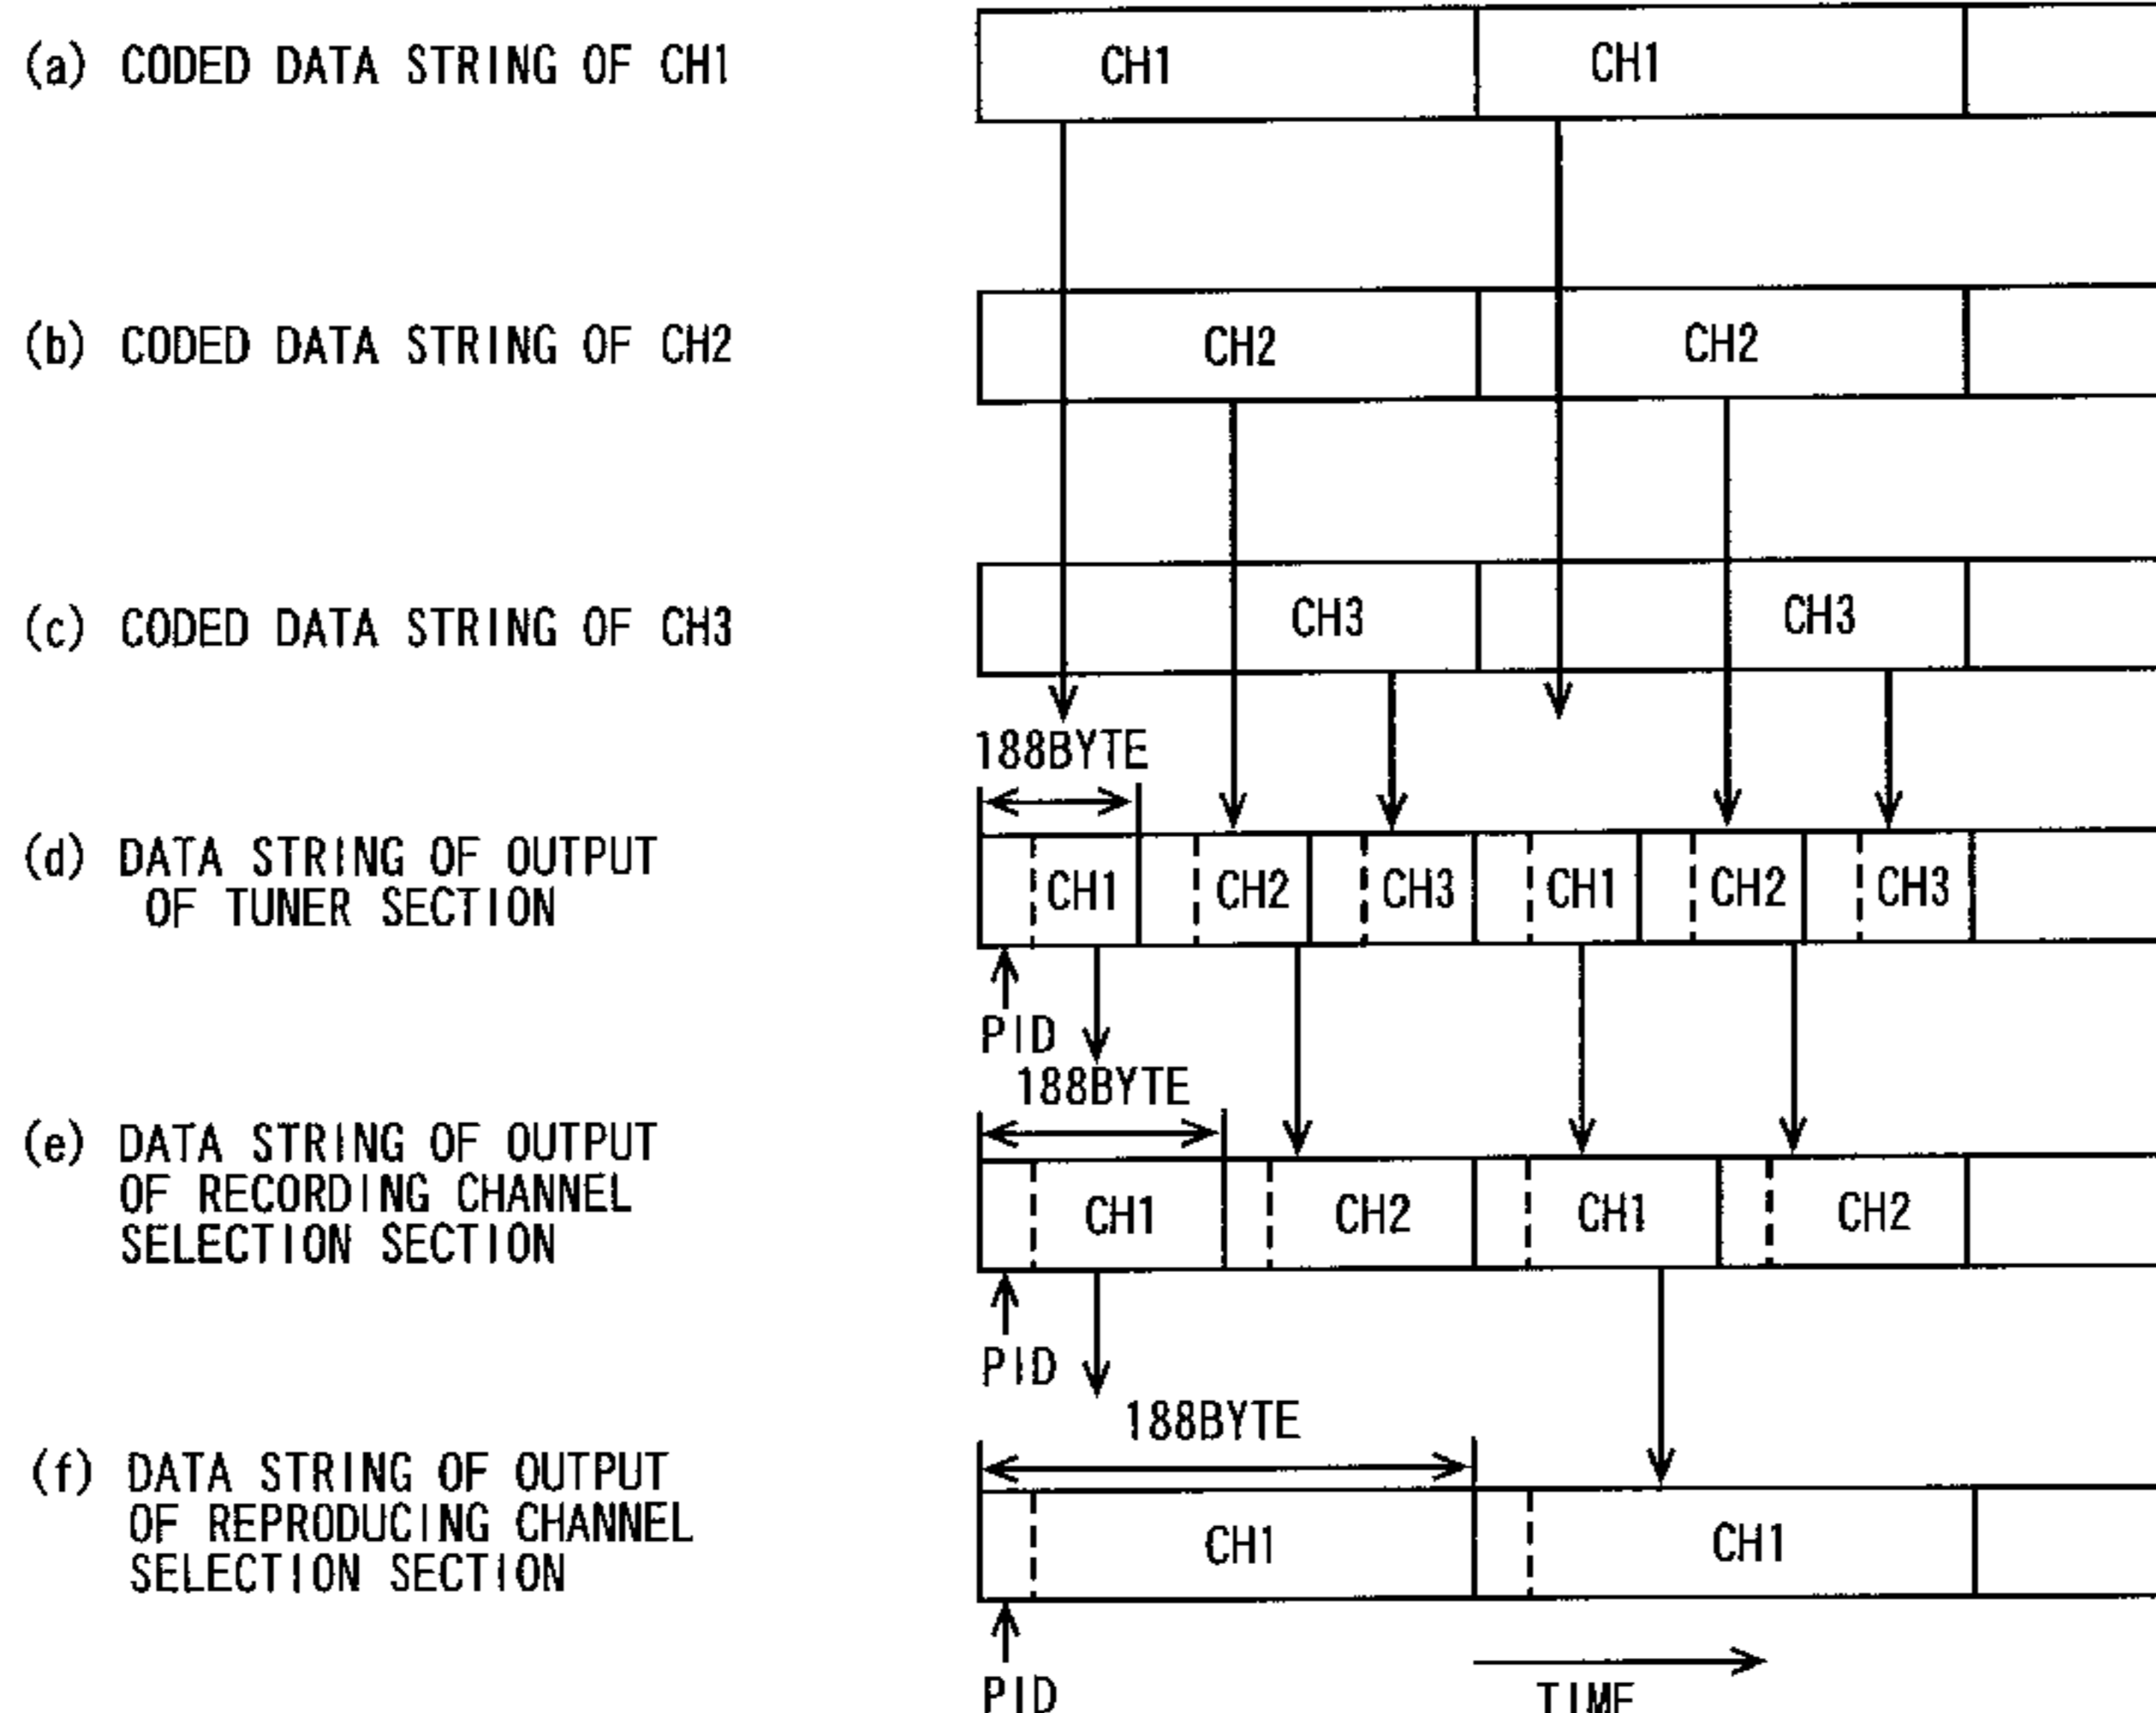 (a) CODED DATA STRING OF CH1
CH1 CH1
(b) CODED DATA STRING OF CH2
CH2 CH2
(c) CODED DATA STRING OF CH3
CH3 CH3
188BYTE
(d) DATA STRING OF OUTPUT
OF TUNER SECTION
CH1 CH2 CH3 CH1 CH2 CH3
PID
188BYTE
(e) DATA STRING OF OUTPUT
OF RECORDING CHANNEL
SELECTION SECTION
CH1 CH2 CH1 CH2
PID
188BYTE
(f) DATA STRING OF OUTPUT
OF REPRODUCING CHANNEL
SELECTION SECTION
CH1 CH1
PID
TIME